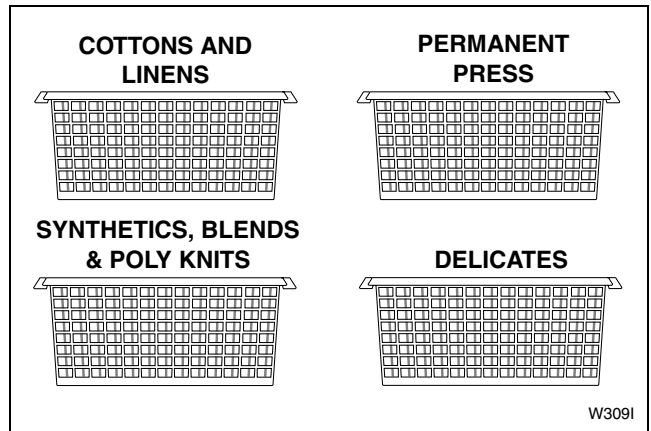 COTTONS AND
LINENS
PERMANENT
PRESS
SYNTHETICS, BLENDS
& POLY KNITS
DELICATES
W309I